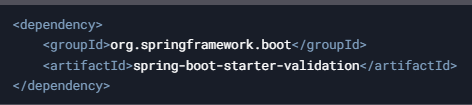 <dependency>
    <groupId>org.springframework.boot</groupId>
    <artifactId>spring-boot-starter-validation</artifactId>
</dependency>